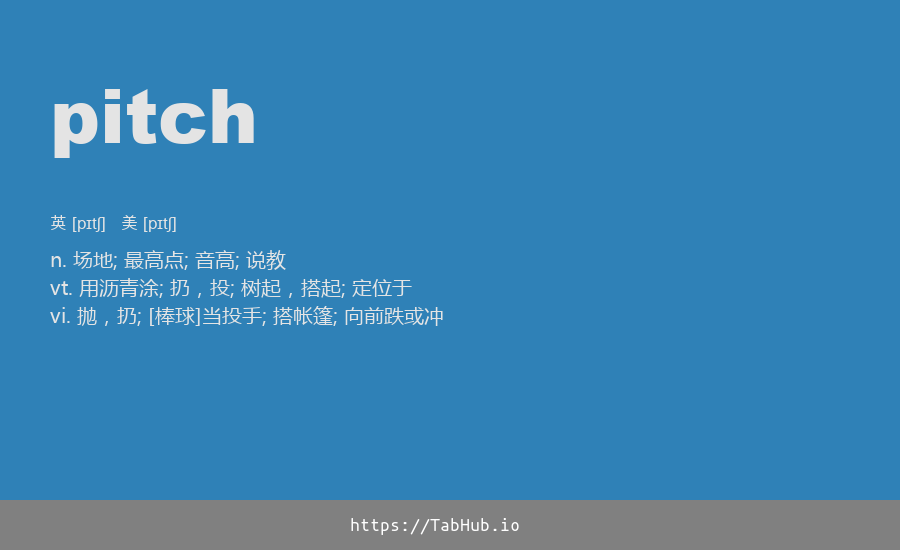 pitch
英 [pɪtʃ] 美 [pɪtʃ]
n. 场地; 最高点; 音高; 说教
vt. 用沥青涂; 扔，投; 树起，搭起; 定位于
vi. 抛，扔; [棒球]当投手; 搭帐篷; 向前跌或冲
https://TabHub.io